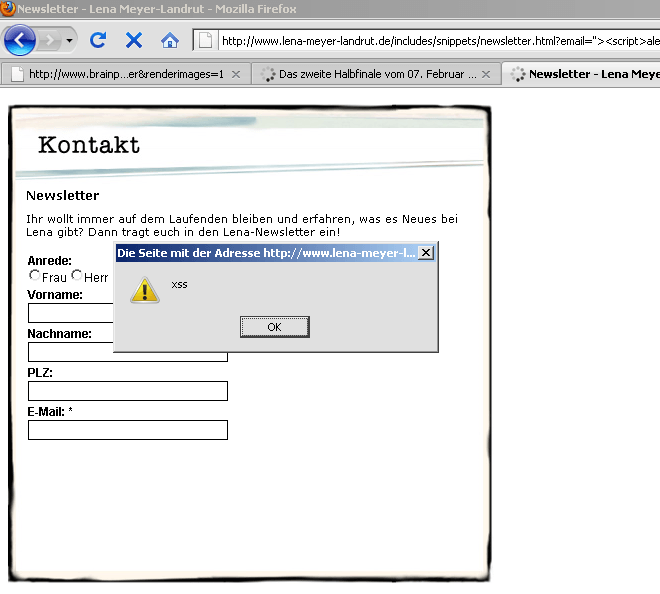 Newsletter - Lena Meyer-Landrut - Mozilla Firefox
http://www.lena-meyer-landrut.de/includes/snippets/newsletter.html?email="><script>ale
http://www.brainp...er&renderimages=1
Das zweite Halbfinale vom 07. Februar ...
Newsletter - Lena Meye
Kontakt
Newsletter
Ihr wollt immer auf dem Laufenden bleiben und erfahren, was es Neues bei
Lena gibt? Dann tragt euch in den Lena-Newsletter ein!
Anrede:
Frau Herr
Vorname:
Nachname:
PLZ:
E-Mail: *
Die Seite mit der Adresse http://www.lena-meyer-l...
xss
OK